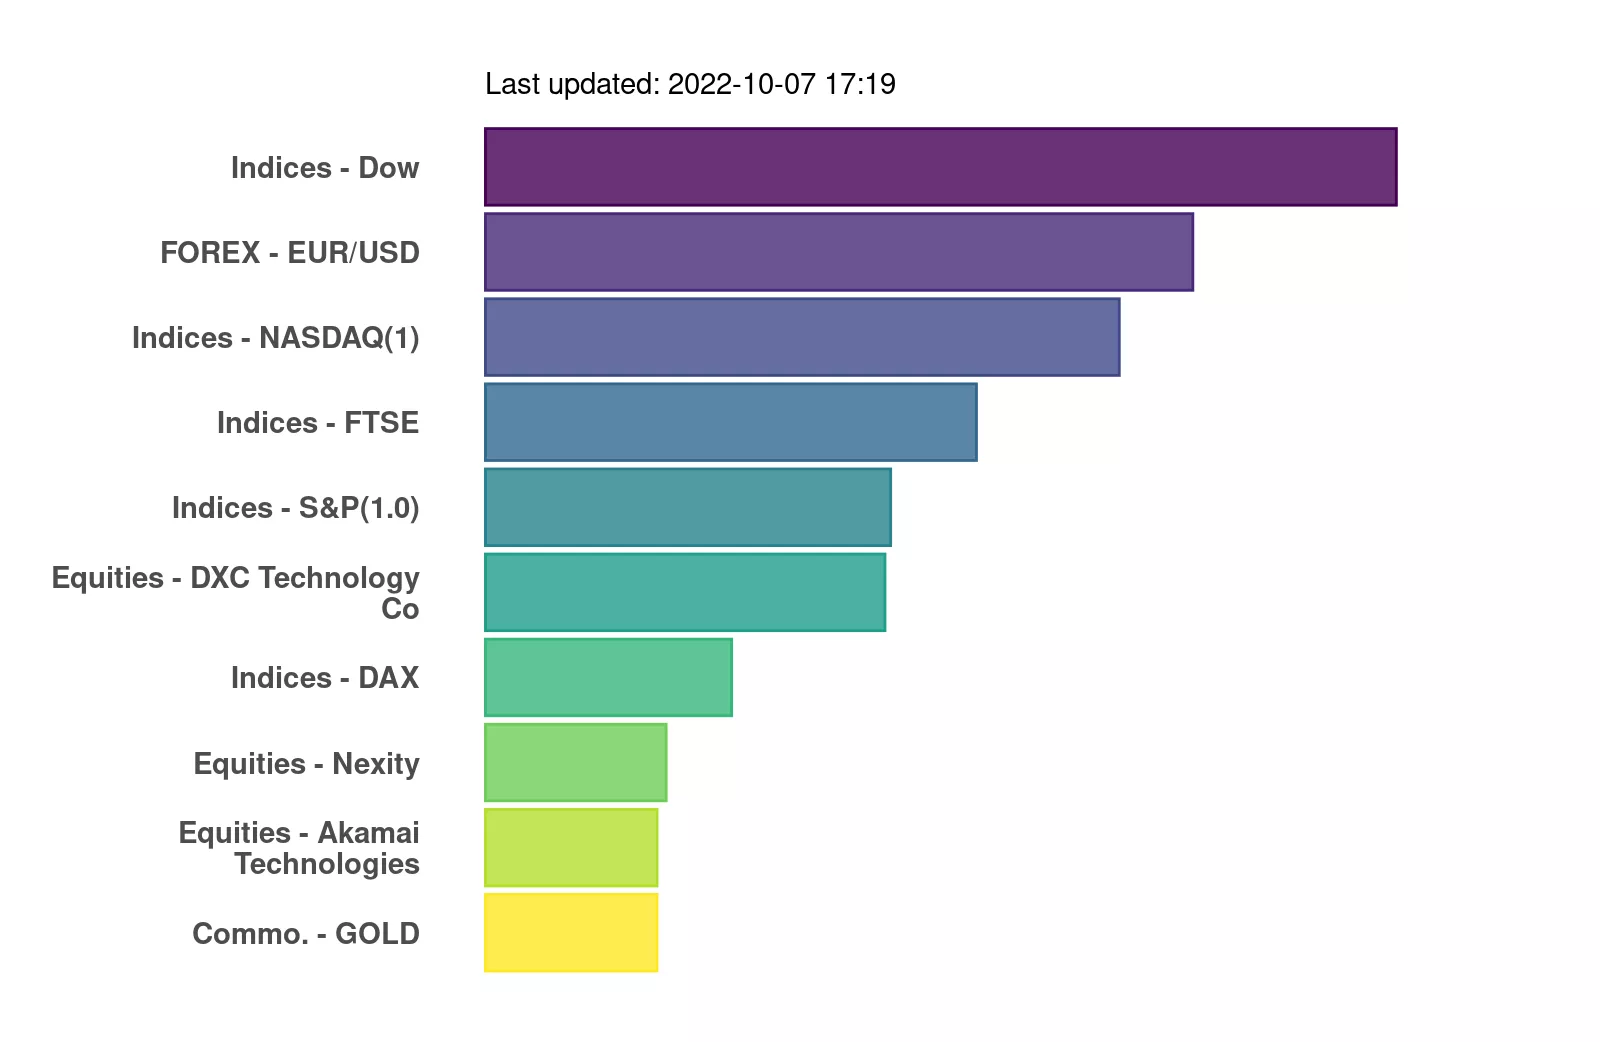 Last updated: 2022-10-07 17:19
Indices - Dow
FOREX - EUR/USD
Indices - NASDAQ(1)
Indices - FTSE
Indices - S&P(1.0)
Equities - DXC Technology
Co
Indices - DAX
Equities - Nexity
Equities - Akamai
Technologies
Commo. - GOLD